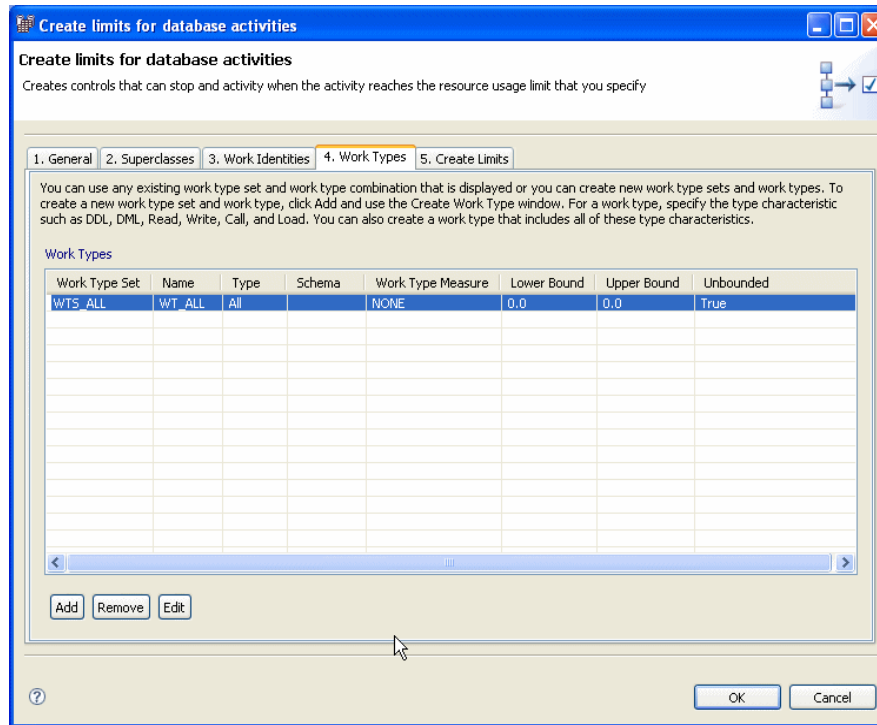 Create limits for database activities
Create limits for database activities
Creates controls that can stop and activity when the activity reaches the resource usage limit that you specify
1. General 2. Superclasses 3. Work Identities 4. Work Types 5. Create Limits
You can use any existing work type set and work type combination that is displayed or you can create new work type sets and work types. To
create a new work type set and work type, click Add and use the Create Work Type window. For a work type, specify the type characteristic
such as DDL, DML, Read, Write, Call, and Load. You can also create a work type that includes all of these type characteristics.
Work Types
Work Type Set Name Type Schema Work Type Measure Lower Bound Upper Bound Unbounded
WTS_ALL WT_ALL All NONE 0.0 0.0 True
Add Remove Edit
? OK Cancel